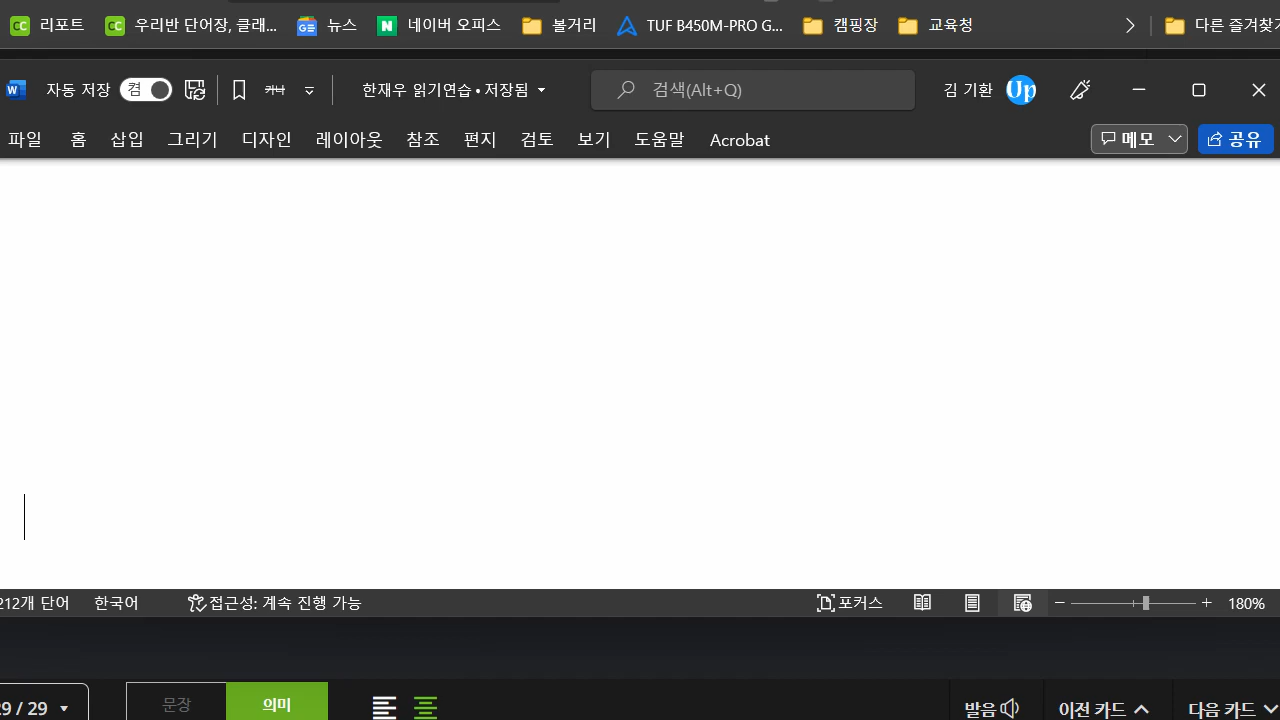 리포트 우리반 단어장, 클래... 뉴스 네이버 오피스 볼거리 TUF B450M-PRO G... 캠핑장 교육청 다른 즐겨찾기
자동 저장 켬 가나 한재우 읽기연습 • 저장됨 검색(Alt+Q) 김 기환 Up
파일 홈 삽입 그리기 디자인 레이아웃 참조 편지 검토 보기 도움말 Acrobat 메모 공유
212개 단어 한국어 접근성: 계속 진행 가능 포커스 180%
29 / 29 문장 의미 발음 이전 카드 다음 카드